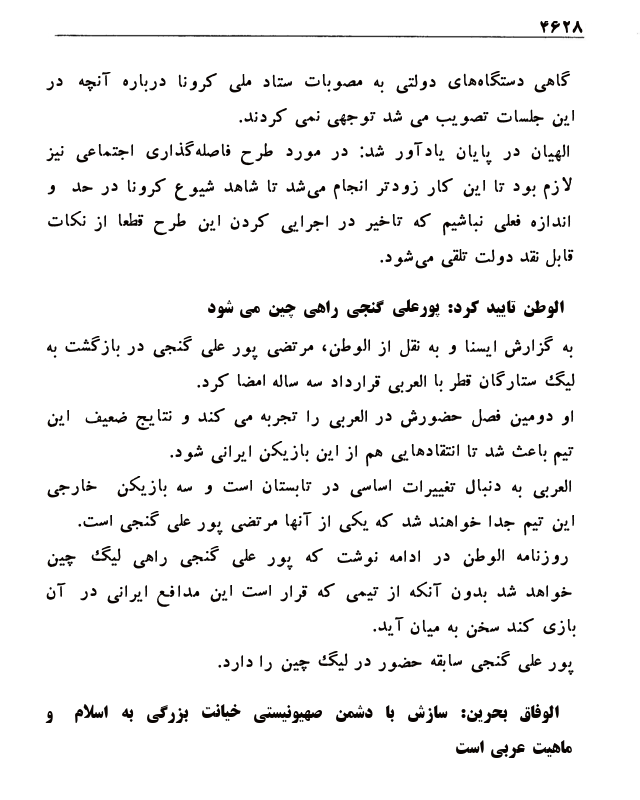 ۴۶۲۸
گاهی دستگاه‌های دولتی به مصوبات ستاد ملی کرونا درباره آنچه در
این جلسات تصویب می شد توجهی نمی کردند.
الهیان در پایان یادآور شد: در مورد طرح فاصله‌گذاری اجتماعی نیز
لازم بود تا این کار زودتر انجام می‌شد تا شاهد شیوع کرونا در حد و
اندازه فعلی نباشیم که تاخیر در اجرایی کردن این طرح قطعا از نکات
قابل نقد دولت تلقی می‌شود.
الوطن تایید کرد: پورعلی گنجی راهی چین می شود
به گزارش ایسنا و به نقل از الوطن، مرتضی پور علی گنجی در بازگشت به
لیگ ستارگان قطر با العربی قرارداد سه ساله امضا کرد.
او دومین فصل حضورش در العربی را تجربه می کند و نتایج ضعیف این
تیم باعث شد تا انتقادهایی هم از این بازیکن ایرانی شود.
العربی به دنبال تغییرات اساسی در تابستان است و سه بازیکن خارجی
این تیم جدا خواهند شد که یکی از آنها مرتضی پور علی گنجی است.
روزنامه الوطن در ادامه نوشت که پور علی گنجی راهی لیگ چین
خواهد شد بدون آنکه از تیمی که قرار است این مدافع ایرانی در آن
بازی کند سخن به میان آید.
پور علی گنجی سابقه حضور در لیگ چین را دارد.
الوفاق بحرین: سازش با دشمن صهیونیستی خیانت بزرگی به اسلام و
ماهیت عربی است